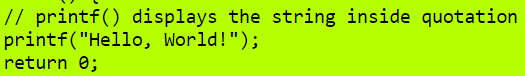 // printf() displays the string inside quotation
printf("Hello, World!");
return 0;